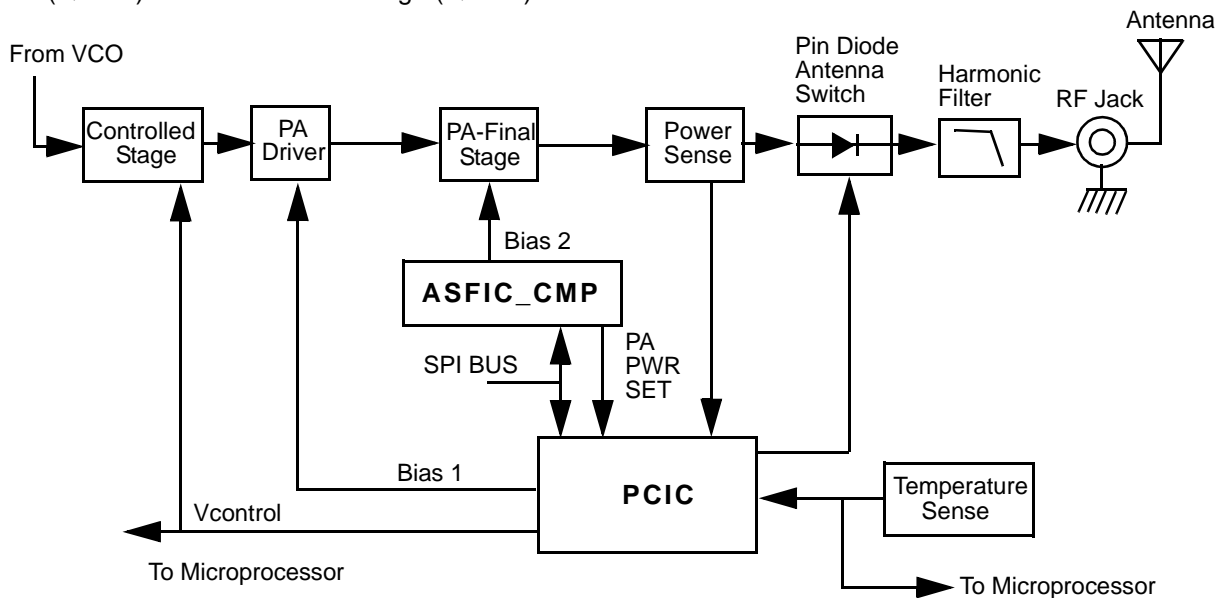 Antenna
From VCO
Pin Diode
Antenna
Switch
Harmonic
Filter
RF Jack
Controlled
Stage
PA
Driver
PA-Final
Stage
Power
Sense
Bias 2
ASFIC_CMP
SPI BUS
PA
PWR
SET
Bias 1
PCIC
Temperature
Sense
Vcontrol
To Microprocessor
To Microprocessor